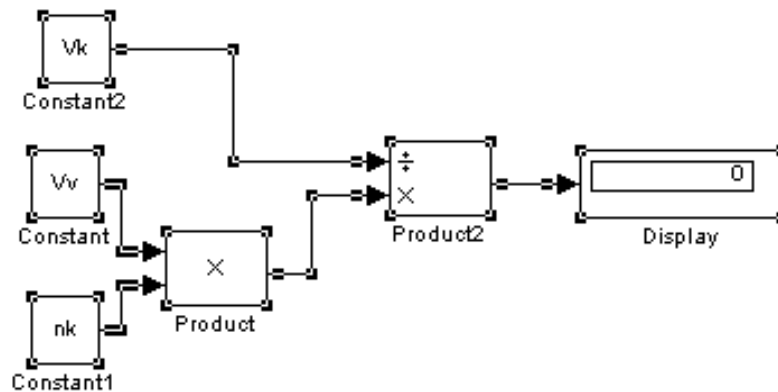 Vk
Constant2
Vv
Constant
nk
Constant1
×
Product
÷
×
Product2
0
Display